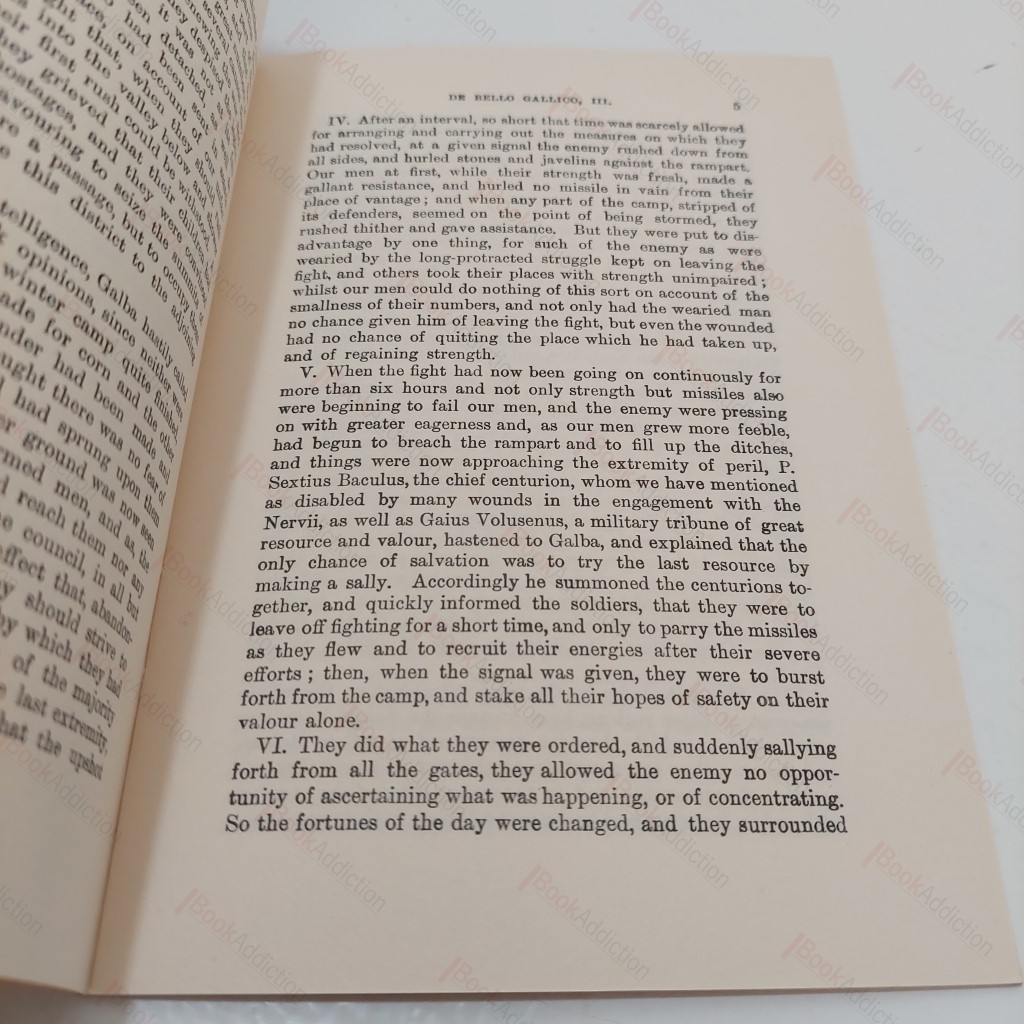 DE BELLO GALLICO, III. 5
IV. After an interval, so short that time was scarcely allowed
for arranging and carrying out the measures on which they
had resolved, at a given signal the enemy rushed down from
all sides, and hurled stones and javelins against the rampart.
Our men at first, while their strength was fresh, made a
gallant resistance, and hurled no missile in vain from their
place of vantage; and when any part of the camp, stripped of
its defenders, seemed on the point of being stormed, they
rushed thither and gave assistance. But they were put to dis-
advantage by one thing, for such of the enemy as were
wearied by the long-protracted struggle kept on leaving the
fight, and others took their places with strength unimpaired;
whilst our men could do nothing of this sort on account of the
smallness of their numbers, and not only had the wearied man
no chance given him of leaving the fight, but even the wounded
had no chance of quitting the place which he had taken up,
and of regaining strength.
V. When the fight had now been going on continuously for
more than six hours and not only strength but missiles also
were beginning to fail our men, and the enemy were pressing
on with greater eagerness and, as our men grew more feeble,
had begun to breach the rampart and to fill up the ditches,
and things were now approaching the extremity of peril, P.
Sextius Baculus, the chief centurion, whom we have mentioned
as disabled by many wounds in the engagement with the
Nervii, as well as Gaius Volusenus, a military tribune of great
resource and valour, hastened to Galba, and explained that the
only chance of salvation was to try the last resource by
making a sally. Accordingly he summoned the centurions to-
gether, and quickly informed the soldiers, that they were to
leave off fighting for a short time, and only to parry the missiles
as they flew and to recruit their energies after their severe
efforts; then, when the signal was given, they were to burst
forth from the camp, and stake all their hopes of safety on their
valour alone.
VI. They did what they were ordered, and suddenly sallying
forth from all the gates, they allowed the enemy no oppor-
tunity of ascertaining what was happening, or of concentrating.
So the fortunes of the day were changed, and they surrounded